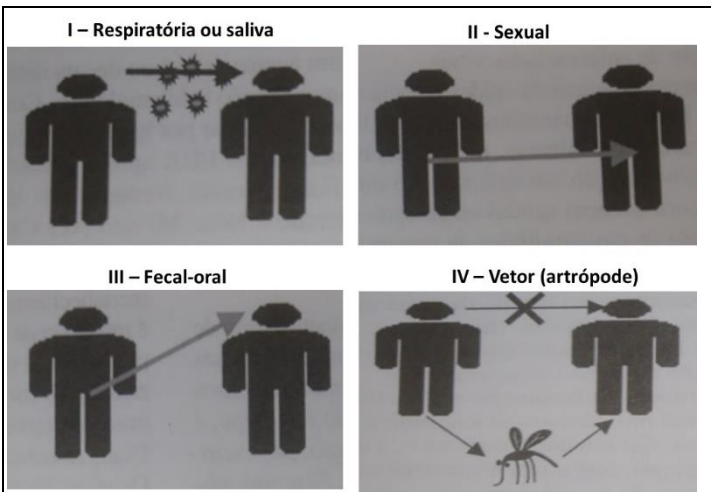 I – Respiratória ou saliva
II - Sexual
III – Fecal-oral
IV – Vetor (artrópode)